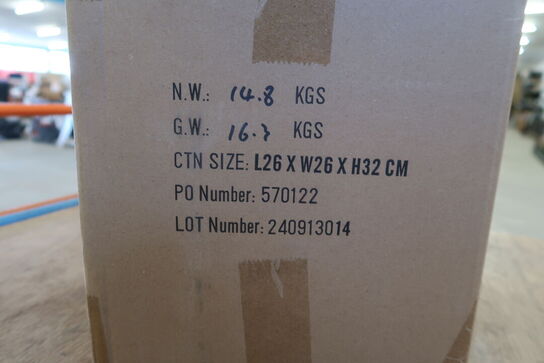 N.W.: 14.8 KGS
G.W.: 16.7 KGS
CTN SIZE: L26 X W26 X H32 CM
PO Number: 570122
LOT Number: 240913014